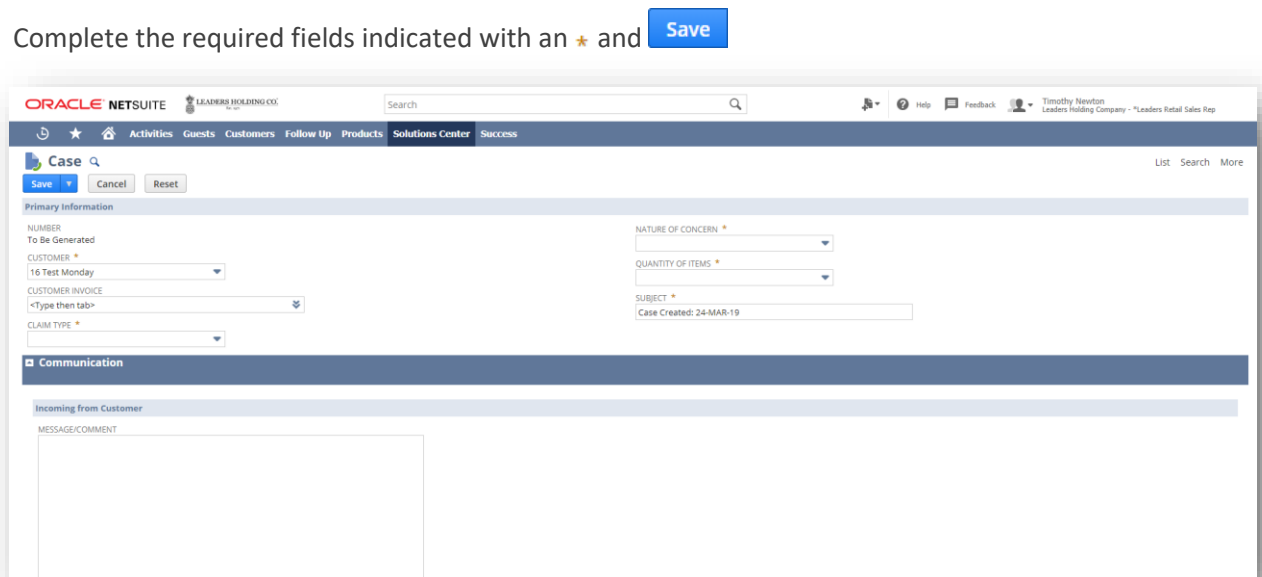 Complete the required fields indicated with an * and Save
ORACLE NETSUITE LEADERS HOLDING CO. Search Help Feedback Timothy Newton
Leaders Holding Company - *Leaders Retail Sales Rep
Activities Guests Customers Follow Up Products Solutions Center Success
Case List Search More
Save Cancel Reset
Primary Information
NUMBER
To Be Generated
CUSTOMER *
16 Test Monday
CUSTOMER INVOICE
<Type then tab>
CLAIM TYPE *
NATURE OF CONCERN *
QUANTITY OF ITEMS *
SUBJECT *
Case Created: 24-MAR-19
Communication
Incoming from Customer
MESSAGE/COMMENT